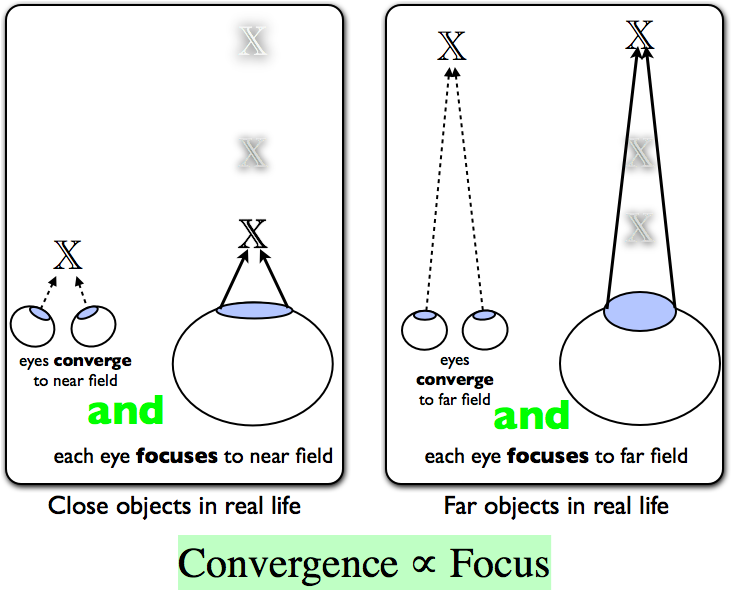 𝕏
𝕏
𝕏
𝕏
eyes converge
to near field
and
each eye focuses to near field
Close objects in real life
𝕏
𝕏
𝕏
𝕏
eyes
converge
to far field
and
each eye focuses to far field
Far objects in real life
Convergence ∝ Focus